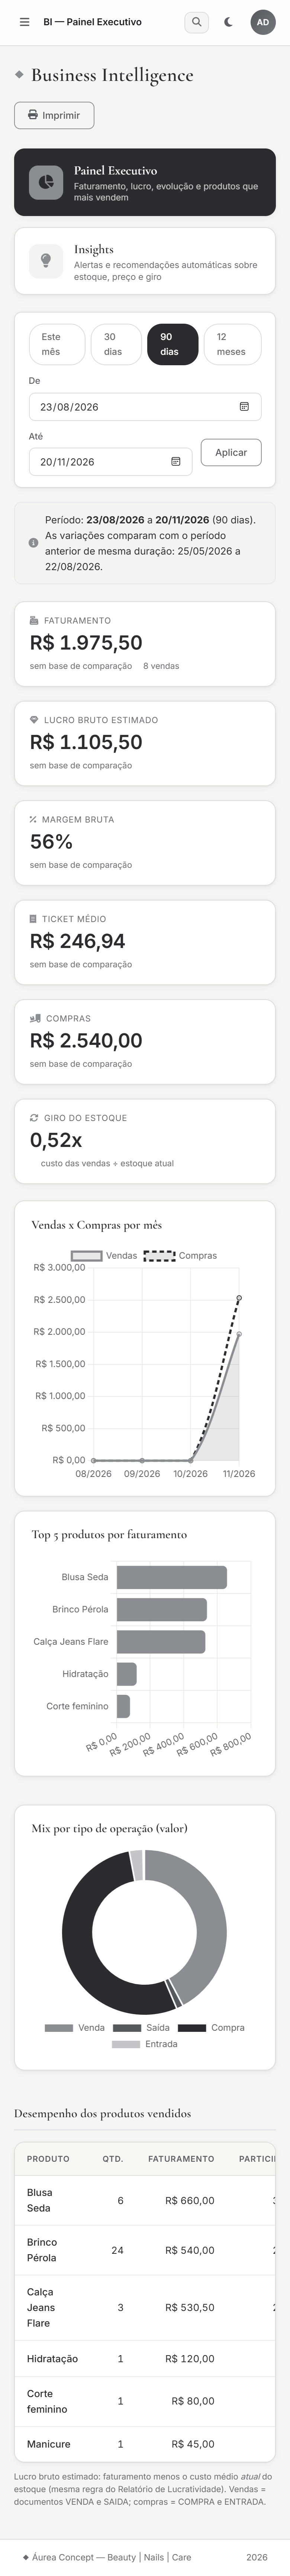 BI — Painel Executivo
AD
Business Intelligence
Imprimir
Painel Executivo
Faturamento, lucro, evolução e produtos que
mais vendem
Insights
Alertas e recomendações automáticas sobre
estoque, preço e giro
Este
mês
30
dias
90
dias
12
meses
De
23/08/2026
Até
20/11/2026
Aplicar
Período: 23/08/2026 a 20/11/2026 (90 dias).
As variações comparam com o período
anterior de mesma duração: 25/05/2026 a
22/08/2026.
FATURAMENTO
R$ 1.975,50
sem base de comparação 8 vendas
LUCRO BRUTO ESTIMADO
R$ 1.105,50
sem base de comparação
MARGEM BRUTA
56%
sem base de comparação
TICKET MÉDIO
R$ 246,94
sem base de comparação
COMPRAS
R$ 2.540,00
sem base de comparação
GIRO DO ESTOQUE
0,52x
custo das vendas ÷ estoque atual
Vendas x Compras por mês
Vendas Compras
R$ 3.000,00
R$ 2.500,00
R$ 2.000,00
R$ 1.500,00
R$ 1.000,00
R$ 500,00
R$ 0,00
08/2026 09/2026 10/2026 11/2026
Top 5 produtos por faturamento
Blusa Seda
Brinco Pérola
Calça Jeans Flare
Hidratação
Corte feminino
R$ 0,00 R$ 200,00 R$ 400,00 R$ 600,00 R$ 800,00
Mix por tipo de operação (valor)
Venda Saída Compra
Entrada
Desempenho dos produtos vendidos
PRODUTO QTD. FATURAMENTO PARTICI
Blusa
Seda
6 R$ 660,00 3
Brinco
Pérola
24 R$ 540,00 2
Calça
Jeans
Flare
3 R$ 530,50 2
Hidratação 1 R$ 120,00
Corte
feminino
1 R$ 80,00
Manicure 1 R$ 45,00
Lucro bruto estimado: faturamento menos o custo médio atual do
estoque (mesma regra do Relatório de Lucratividade). Vendas =
documentos VENDA e SAIDA; compras = COMPRA e ENTRADA.
Áurea Concept — Beauty | Nails | Care 2026